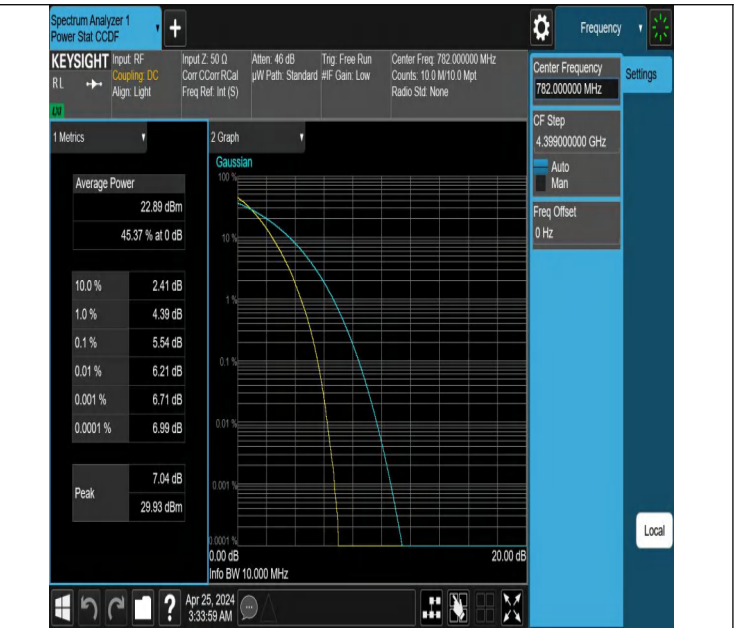 Spectrum Analyzer 1
Power Stat CCDF
Frequency
KEYSIGHT
RL
LXI
Input: RF
Coupling: DC
Align: Light
Input Z: 50 Ω
Corr CCorr RCal
Freq Ref: Int (S)
Atten: 46 dB
µW Path: Standard
Trig: Free Run
#IF Gain: Low
Center Freq: 782.000000 MHz
Counts: 10.0 M/10.0 Mpt
Radio Std: None
Center Frequency
782.000000 MHz
Settings
CF Step
4.399000000 GHz
Auto
Man
Freq Offset
0 Hz
1 Metrics
2 Graph
Average Power
22.89 dBm
45.37 % at 0 dB
10.0 % 2.41 dB
1.0 % 4.39 dB
0.1 % 5.54 dB
0.01 % 6.21 dB
0.001 % 6.71 dB
0.0001 % 6.99 dB
Peak
7.04 dB
29.93 dBm
Gaussian
100 %
10 %
1 %
0.1 %
0.01 %
0.001 %
0.0001 %
0.00 dB 20.00 dB
Info BW 10.000 MHz
Local
?
Apr 25, 2024
3:33:59 AM